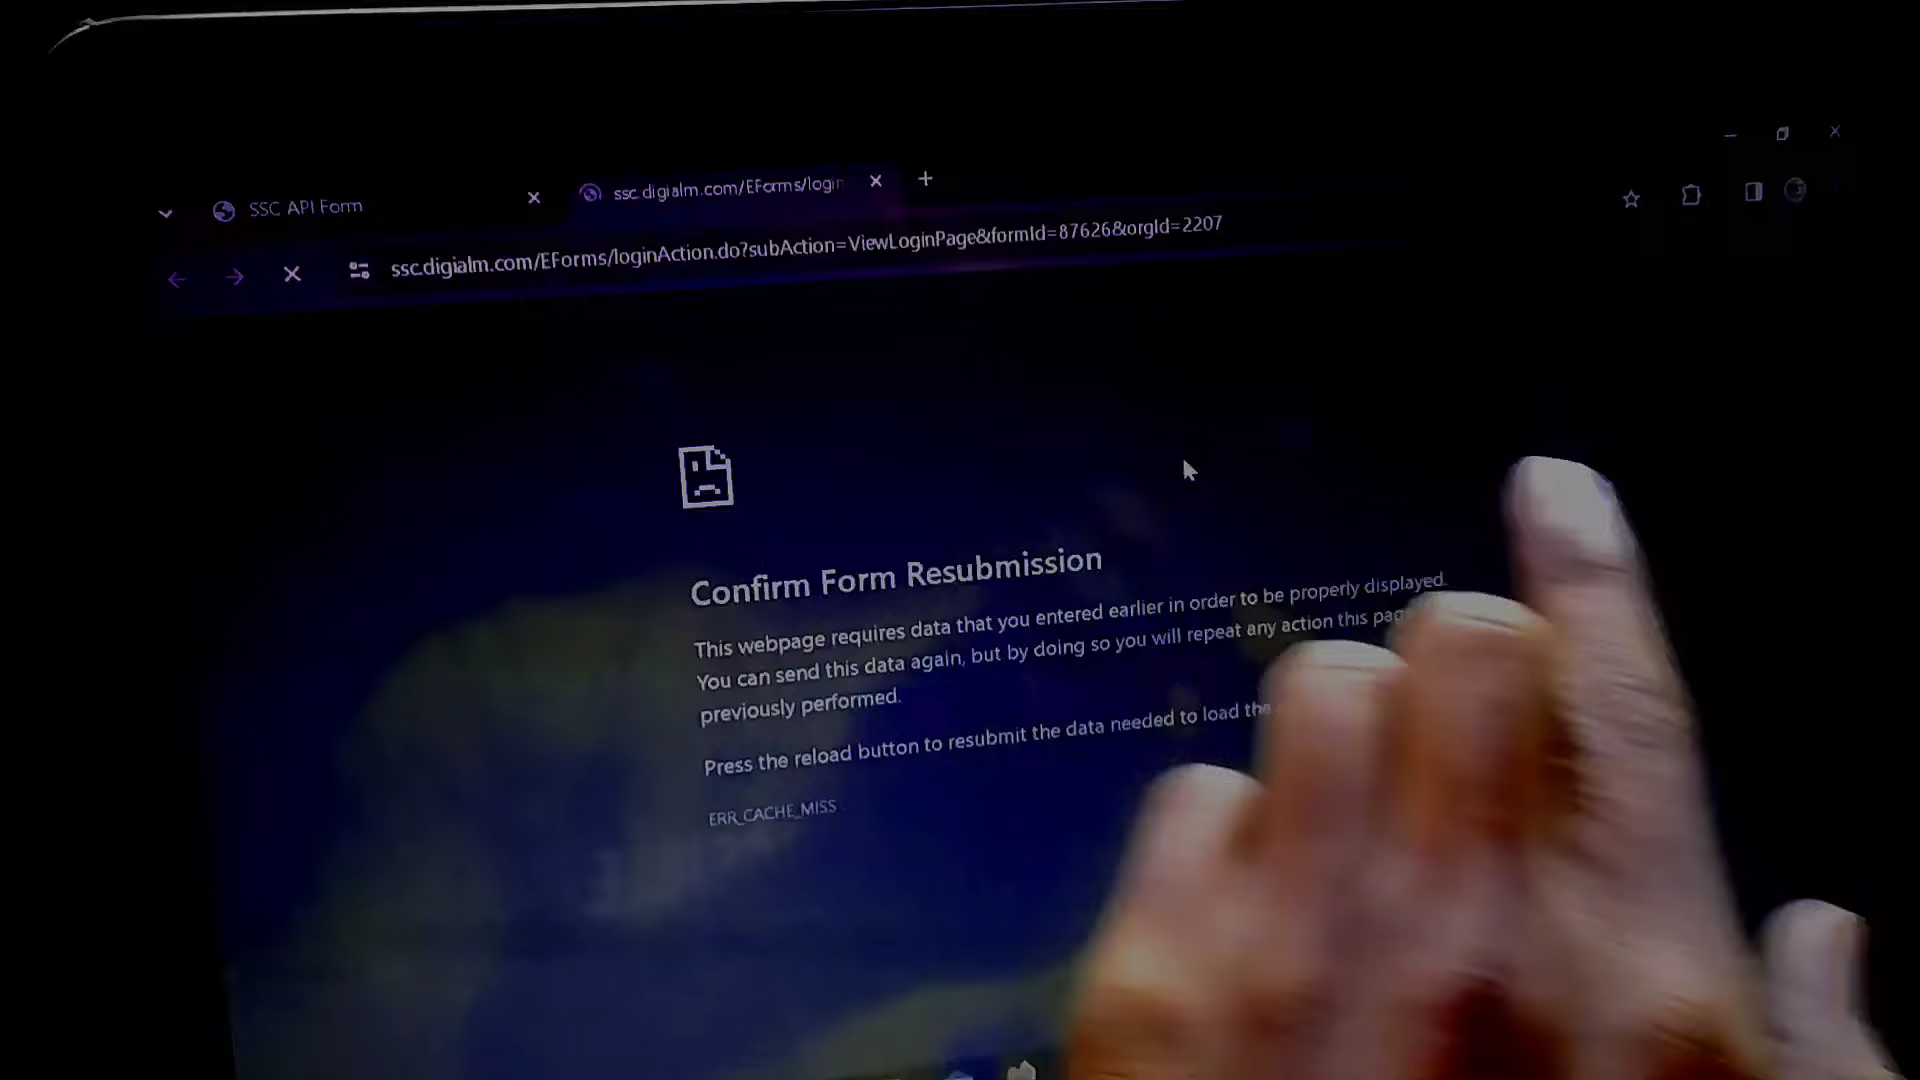 SSC API Form
ssc.digialm.com/EForms/login
ssc.digialm.com/EForms/loginAction.do?subAction=ViewLoginPage&formId=87626&orgId=2207
Confirm Form Resubmission
This webpage requires data that you entered earlier in order to be properly displayed.
You can send this data again, but by doing so you will repeat any action this
previously performed.
Press the reload button to resubmit the data needed to load the
ERR_CACHE_MISS